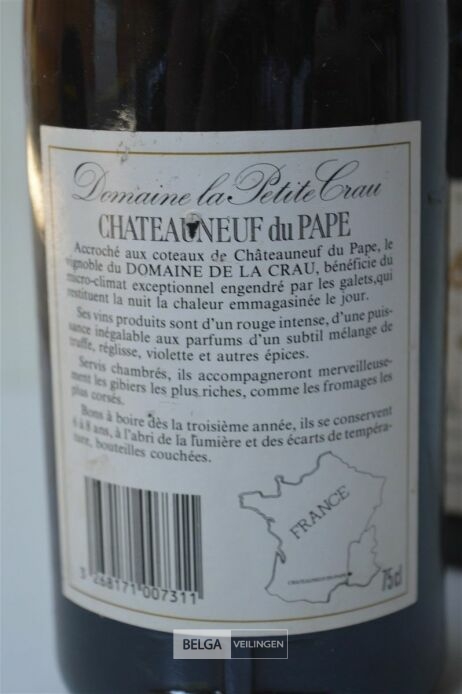 Domaine la Petite Crau
CHATEAUNEUF du PAPE
Accroché aux coteaux de Châteauneuf du Pape, le
vignoble du DOMAINE DE LA CRAU, bénéficie du
micro-climat exceptionnel engendré par les galets,qui
restituent la nuit la chaleur emmagasinée le jour.
Ses vins produits sont d'un rouge intense, d'une puis-
sance inégalable aux parfums d'un subtil mélange de
truffe, réglisse, violette et autres épices.
Servis chambrés, ils accompagneront merveilleuse-
ment les gibiers les plus riches, comme les fromages les
plus corsés.
Bons à boire dès la troisième année, ils se conservent
6 à 8 ans, à l'abri de la lumière et des écarts de tempéra-
ture, bouteilles couchées.
FRANCE
CHATEAUNEUF-DU-PAPE
75cl
3 268171 007311
BELGA VEILINGEN